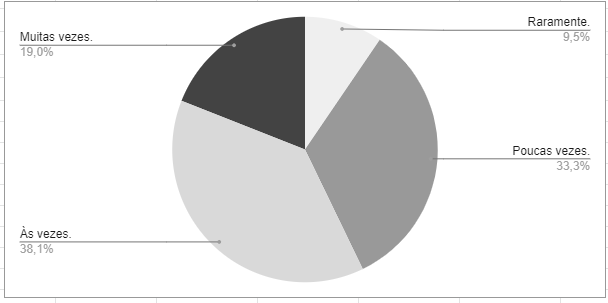 Raramente.
9,5%
Muitas vezes.
19,0%
Poucas vezes.
33,3%
Às vezes.
38,1%